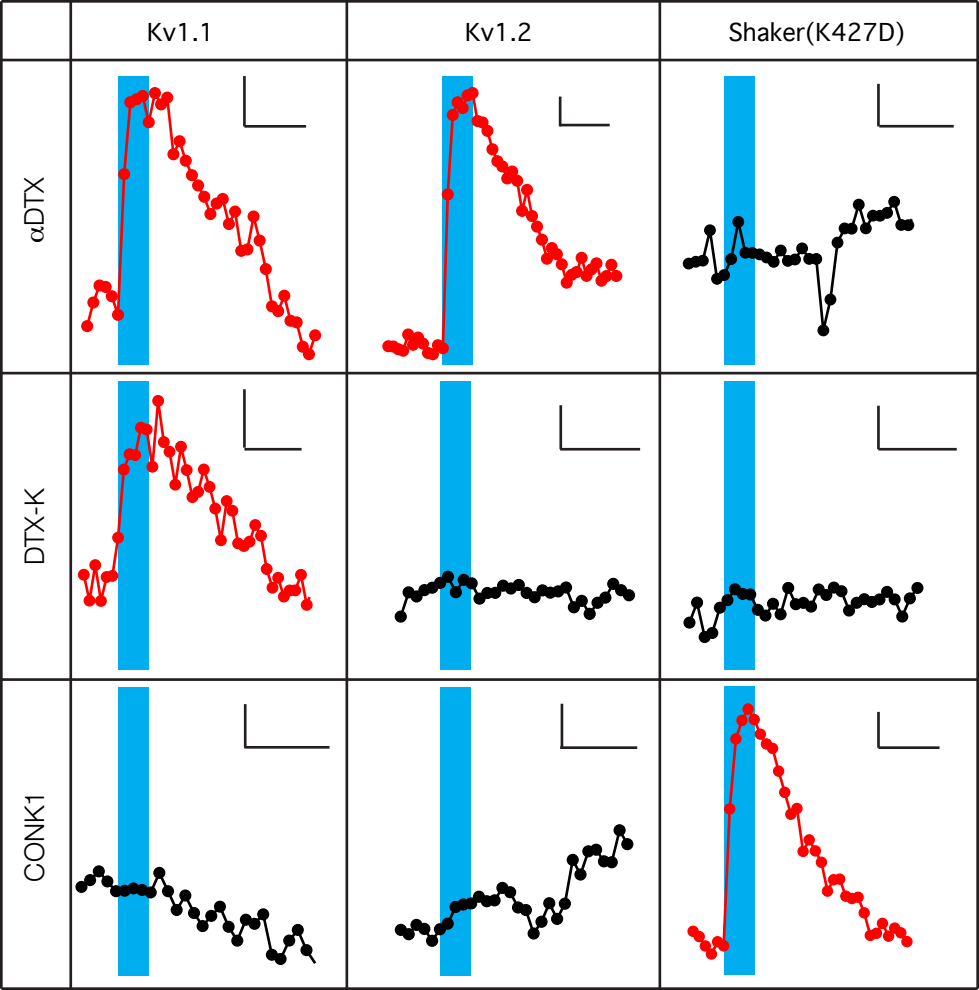 Kv1.1
Kv1.2
Shaker(K427D)
αDTX
DTX-K
CONK1